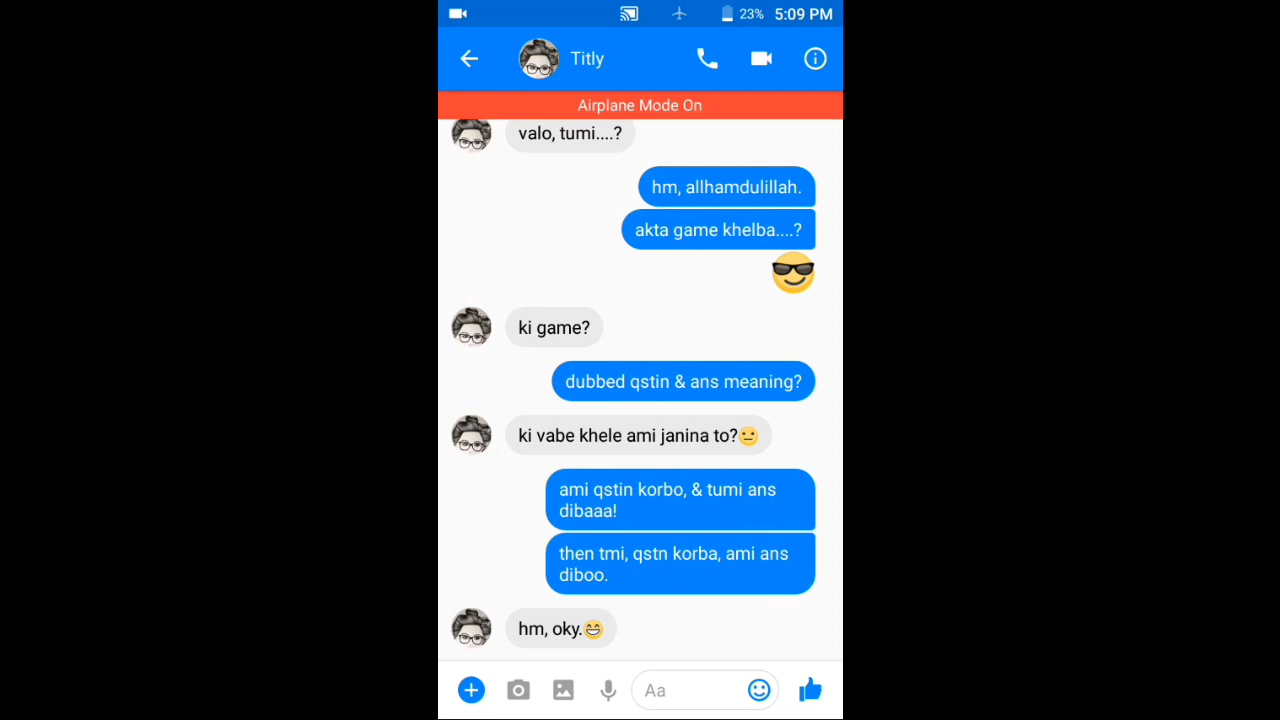 23% 5:09 PM
Titly
Airplane Mode On
valo, tumi....?
hm, allhamdulillah.
akta game khelba....?
😎
ki game?
dubbed qstin & ans meaning?
ki vabe khele ami janina to?😐
ami qstin korbo, & tumi ans
dibaaa!
then tmi, qstn korba, ami ans
diboo.
hm, oky.😁
Aa